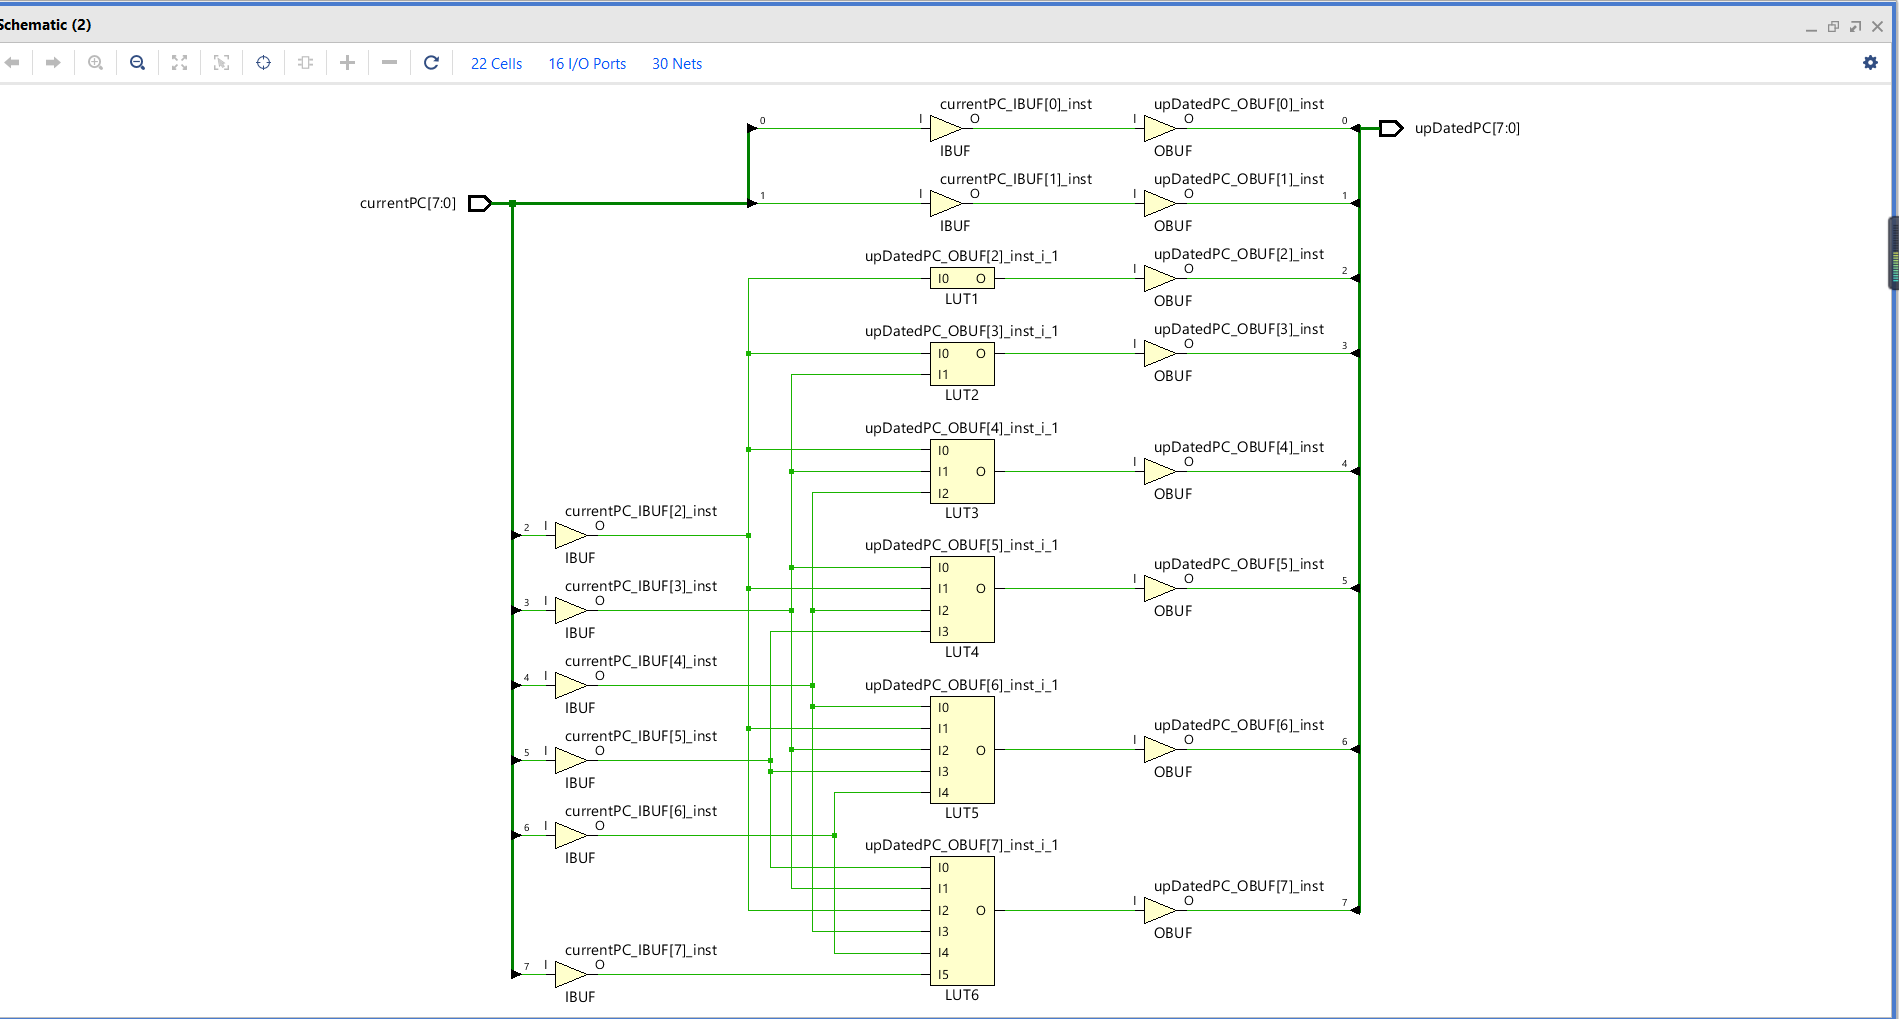 Schematic (2)
22 Cells 16 I/O Ports 30 Nets
currentPC_IBUF[0]_inst upDatedPC_OBUF[0]_inst
0 I O I O 0 upDatedPC[7:0]
IBUF OBUF
currentPC_IBUF[1]_inst upDatedPC_OBUF[1]_inst
currentPC[7:0] 1 I O I O 1
IBUF OBUF
upDatedPC_OBUF[2]_inst_i_1 upDatedPC_OBUF[2]_inst
I0 O I O 2
LUT1 OBUF
upDatedPC_OBUF[3]_inst_i_1 upDatedPC_OBUF[3]_inst
I0 O I O 3
I1 OBUF
LUT2
upDatedPC_OBUF[4]_inst_i_1 upDatedPC_OBUF[4]_inst
I0
I1 O I O 4
I2 OBUF
LUT3
currentPC_IBUF[2]_inst
2 I O
IBUF
upDatedPC_OBUF[5]_inst_i_1 upDatedPC_OBUF[5]_inst
I0
I1 O I O 5
I2 OBUF
I3
LUT4
currentPC_IBUF[3]_inst
3 I O
IBUF
currentPC_IBUF[4]_inst
4 I O
IBUF
upDatedPC_OBUF[6]_inst_i_1 upDatedPC_OBUF[6]_inst
I0
I1
I2 O I O 6
I3 OBUF
I4
LUT5
currentPC_IBUF[5]_inst
5 I O
IBUF
currentPC_IBUF[6]_inst
6 I O
IBUF
upDatedPC_OBUF[7]_inst_i_1 upDatedPC_OBUF[7]_inst
I0
I1
I2 O I O 7
I3 OBUF
I4
I5
LUT6
currentPC_IBUF[7]_inst
7 I O
IBUF